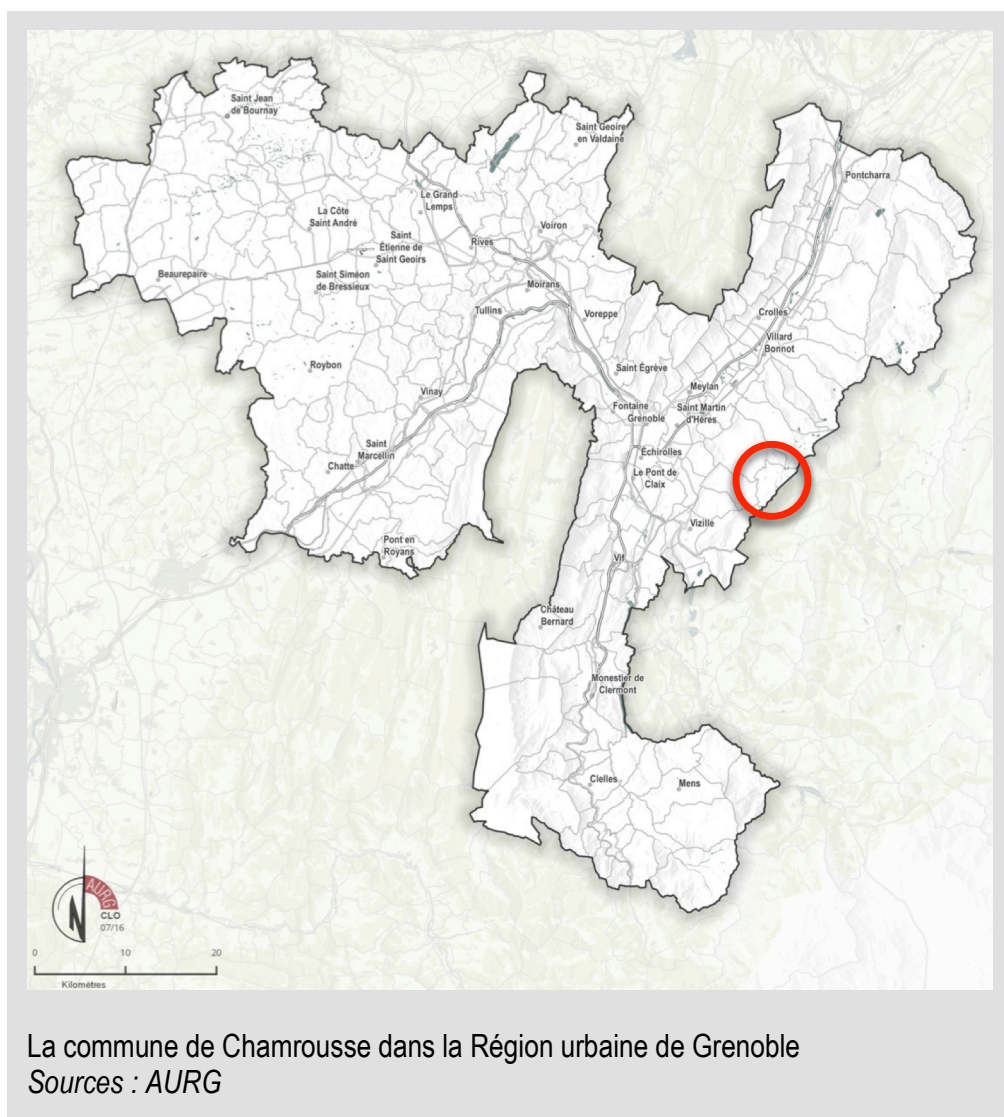 Saint Jean
de Bournay
Saint Geoire
en Valdaine
Pontcharra
Le Grand
Lemps
La Côte
Saint André
Voiron
Saint
Étienne de
Saint Geoirs
Rives
Beaurepaire
Saint Siméon
de Bressieux
Moirans
Tullins
Voreppe
Crolles
Villard
Bonnot
Roybon
Saint Égrève
Vinay
Meylan
Fontaine
Grenoble
Saint Martin
d'Hères
Saint
Marcellin
Chatte
Échirolles
Le Pont de
Claix
Vizille
Pont en
Royans
Vif
Château
Bernard
Monestier de
Clermont
Clelles
Mens
AURG
N
CLO
07/16
0 10 20
Kilomètres
La commune de Chamrousse dans la Région urbaine de Grenoble
Sources : AURG